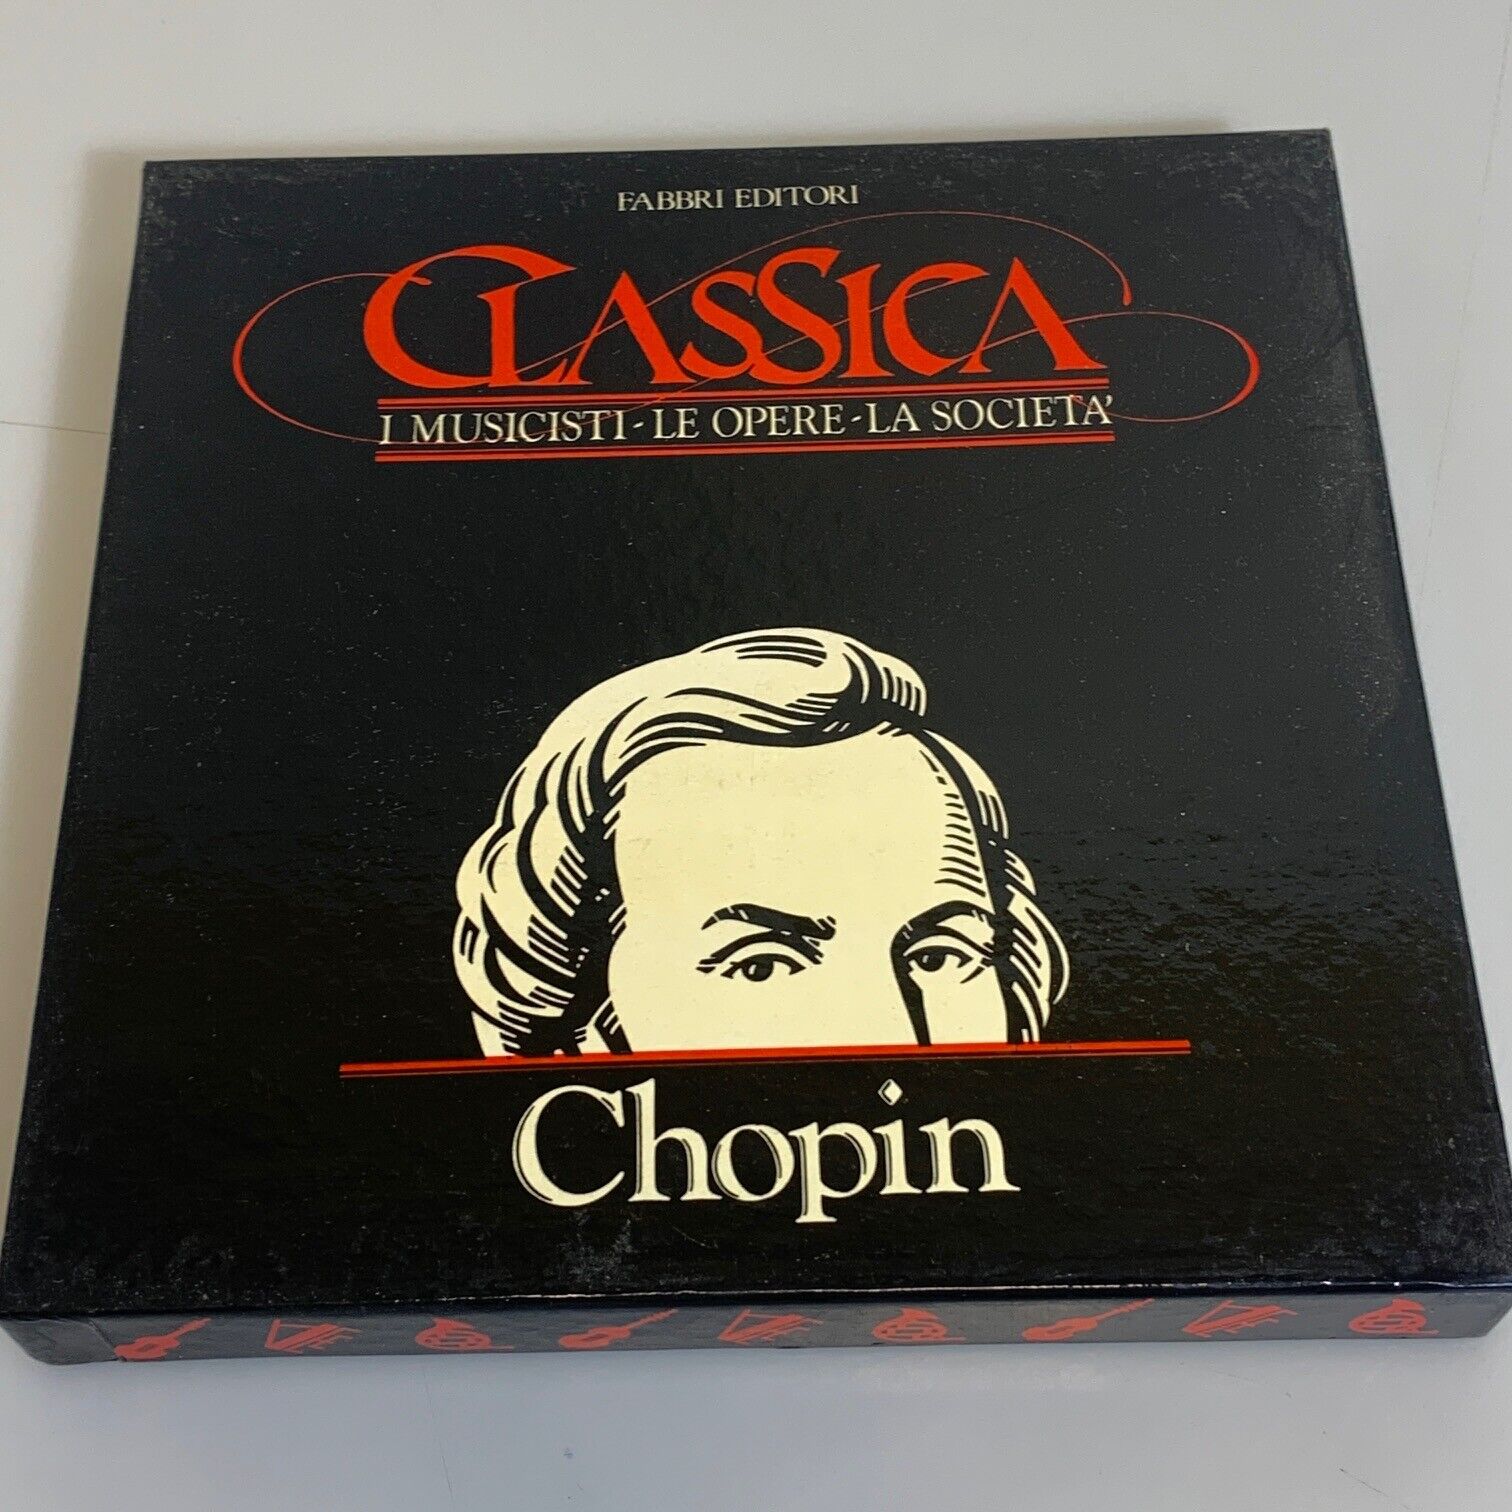 FABBRI EDITORI
CLASSICA
I MUSICISTI - LE OPERE - LA SOCIETA'
Chopin